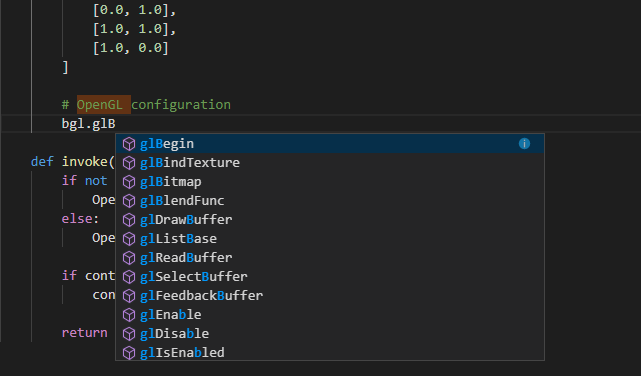 [0.0, 1.0],
[1.0, 1.0],
[1.0, 0.0]
]
# OpenGL configuration
bgl.glB
glBegin
glBindTexture
glBitmap
glBlendFunc
glDrawBuffer
glListBase
glReadBuffer
glSelectBuffer
glFeedbackBuffer
glEnable
glDisable
glIsEnabled
def invoke(
if not
Ope
else:
Ope
if cont
con
return